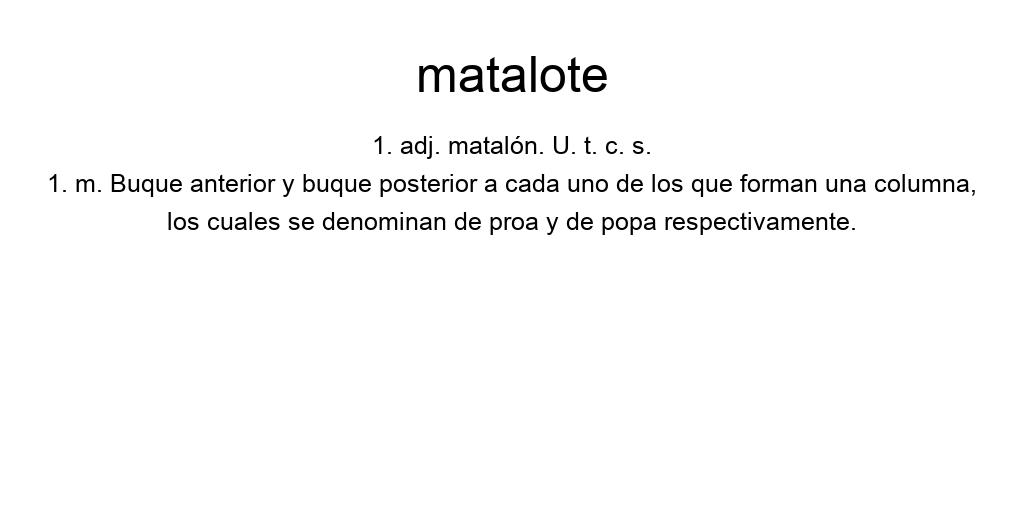 matalote
1. adj. matalón. U. t. c. s.
1. m. Buque anterior y buque posterior a cada uno de los que forman una columna,
los cuales se denominan de proa y de popa respectivamente.